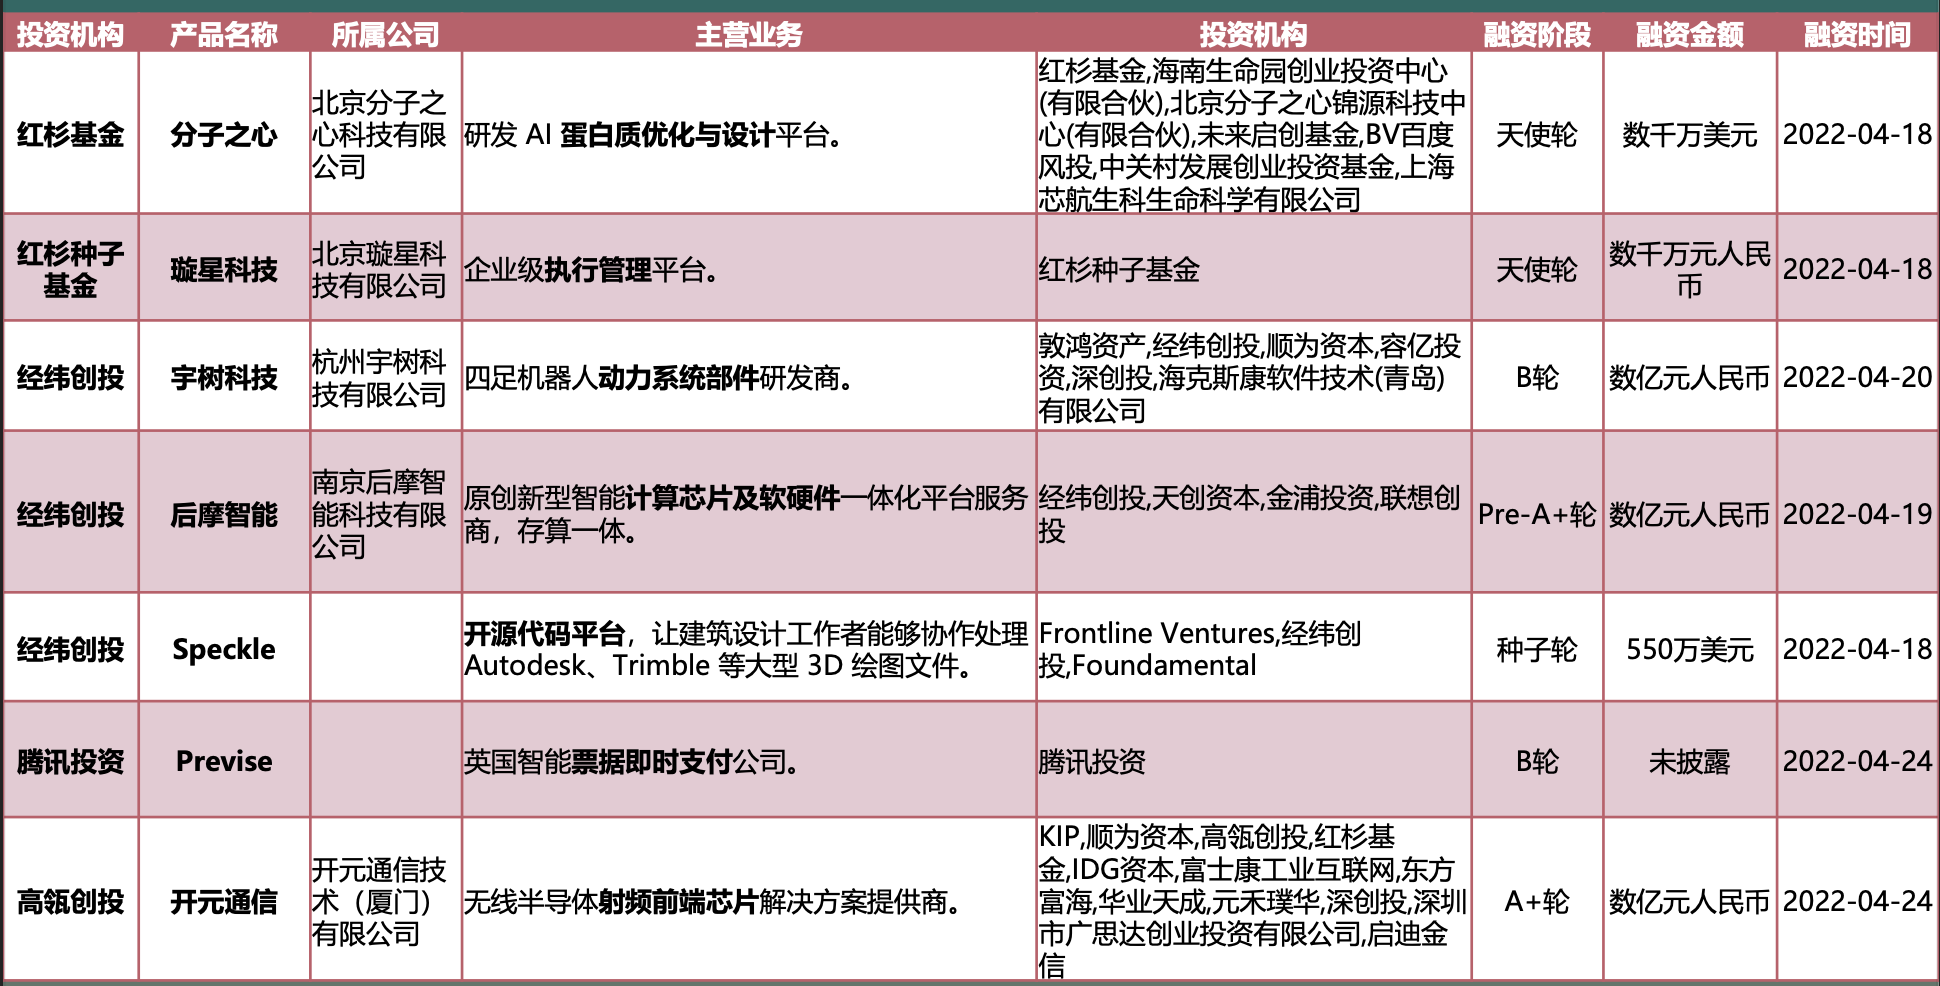 投资机构 产品名称 所属公司 主营业务 投资机构 融资阶段 融资金额 融资时间
红杉基金
分子之心
北京分子之
心科技有限
公司
研发 AI 蛋白质优化与设计平台。
红杉基金,海南生命园创业投资中心
(有限合伙),北京分子之心锦源科技中
心(有限合伙),未来启创基金,BV百度
风投,中关村发展创业投资基金,上海
芯航生科生命科学有限公司
天使轮
数千万美元
2022-04-18
红杉种子
基金
璇星科技
北京璇星科
技有限公司
企业级执行管理平台。
红杉种子基金
天使轮
数千万元人民
币
2022-04-18
经纬创投
宇树科技
杭州宇树科
技有限公司
四足机器人动力系统部件研发商。
敦鸿资产,经纬创投,顺为资本,容亿投
资,深创投,海克斯康软件技术(青岛)
有限公司
B轮
数亿元人民币
2022-04-20
经纬创投
后摩智能
南京后摩智
能科技有限
公司
原创新型智能计算芯片及软硬件一体化平台服务
商，存算一体。
经纬创投,天创资本,金浦投资,联想创
投
Pre-A+轮
数亿元人民币
2022-04-19
经纬创投
Speckle
开源代码平台，让建筑设计工作者能够协作处理
Autodesk、Trimble 等大型 3D 绘图文件。
Frontline Ventures,经纬创
投,Foundamental
种子轮
550万美元
2022-04-18
腾讯投资
Previse
英国智能票据即时支付公司。
腾讯投资
B轮
未披露
2022-04-24
高瓴创投
开元通信
开元通信技
术（厦门）
有限公司
无线半导体射频前端芯片解决方案提供商。
KIP,顺为资本,高瓴创投,红杉基
金,IDG资本,富士康工业互联网,东方
富海,华业天成,元禾璞华,深创投,深圳
市广思达创业投资有限公司,启迪金
信
A+轮
数亿元人民币
2022-04-24